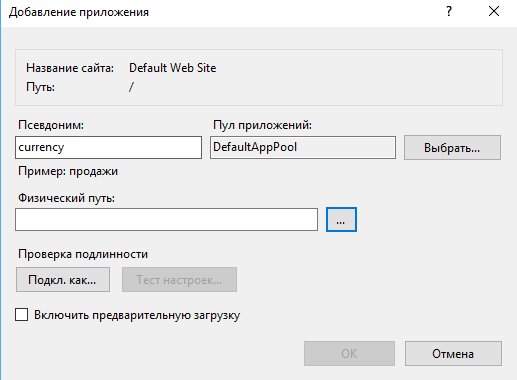 Добавление приложения
Название сайта: Default Web Site
Путь: /
Псевдоним: Пул приложений:
currency DefaultAppPool Выбрать...
Пример: продажи
Физический путь:
...
Проверка подлинности
Подкл. как... Тест настроек...
Включить предварительную загрузку
OK Отмена